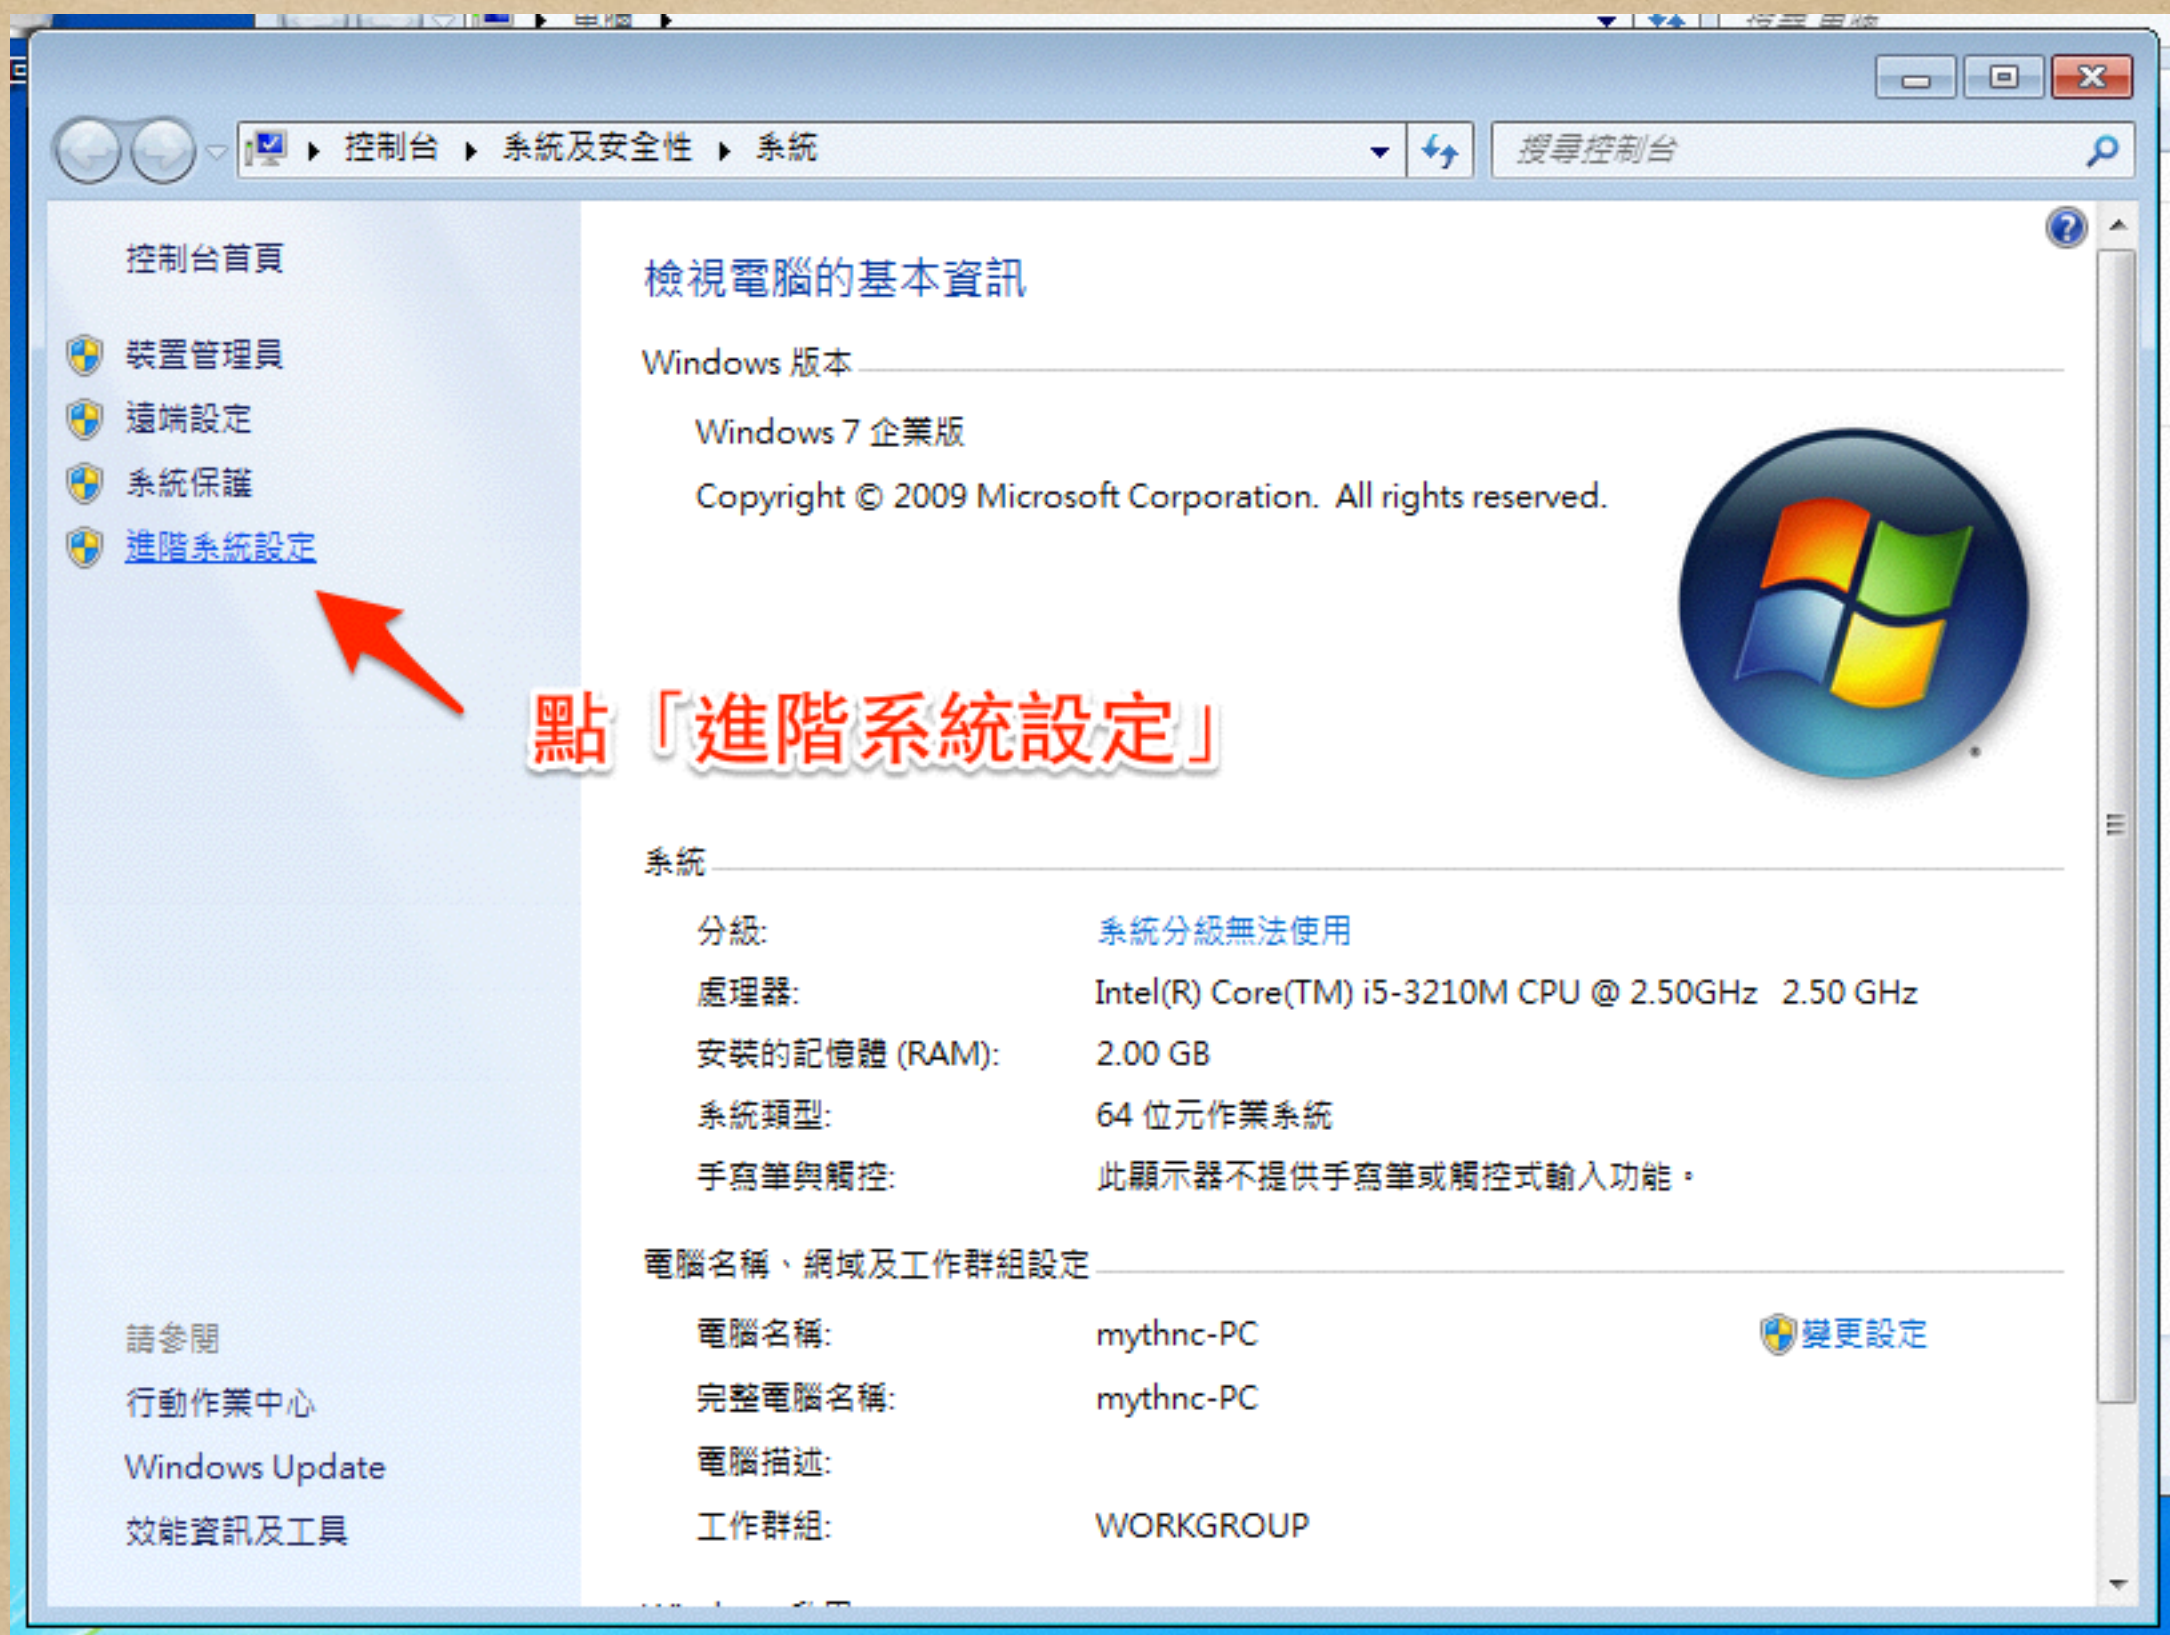 控制台 系統及安全性 系統 搜尋控制台
控制台首頁
裝置管理員
遠端設定
系統保護
進階系統設定
檢視電腦的基本資訊
Windows 版本
Windows 7 企業版
Copyright © 2009 Microsoft Corporation. All rights reserved.
點「進階系統設定」
系統
分級: 系統分級無法使用
處理器: Intel(R) Core(TM) i5-3210M CPU @ 2.50GHz 2.50 GHz
安裝的記憶體 (RAM): 2.00 GB
系統類型: 64 位元作業系統
手寫筆與觸控: 此顯示器不提供手寫筆或觸控式輸入功能。
電腦名稱、網域及工作群組設定
電腦名稱: mythnc-PC 變更設定
完整電腦名稱: mythnc-PC
電腦描述:
工作群組: WORKGROUP
請參閱
行動作業中心
Windows Update
效能資訊及工具